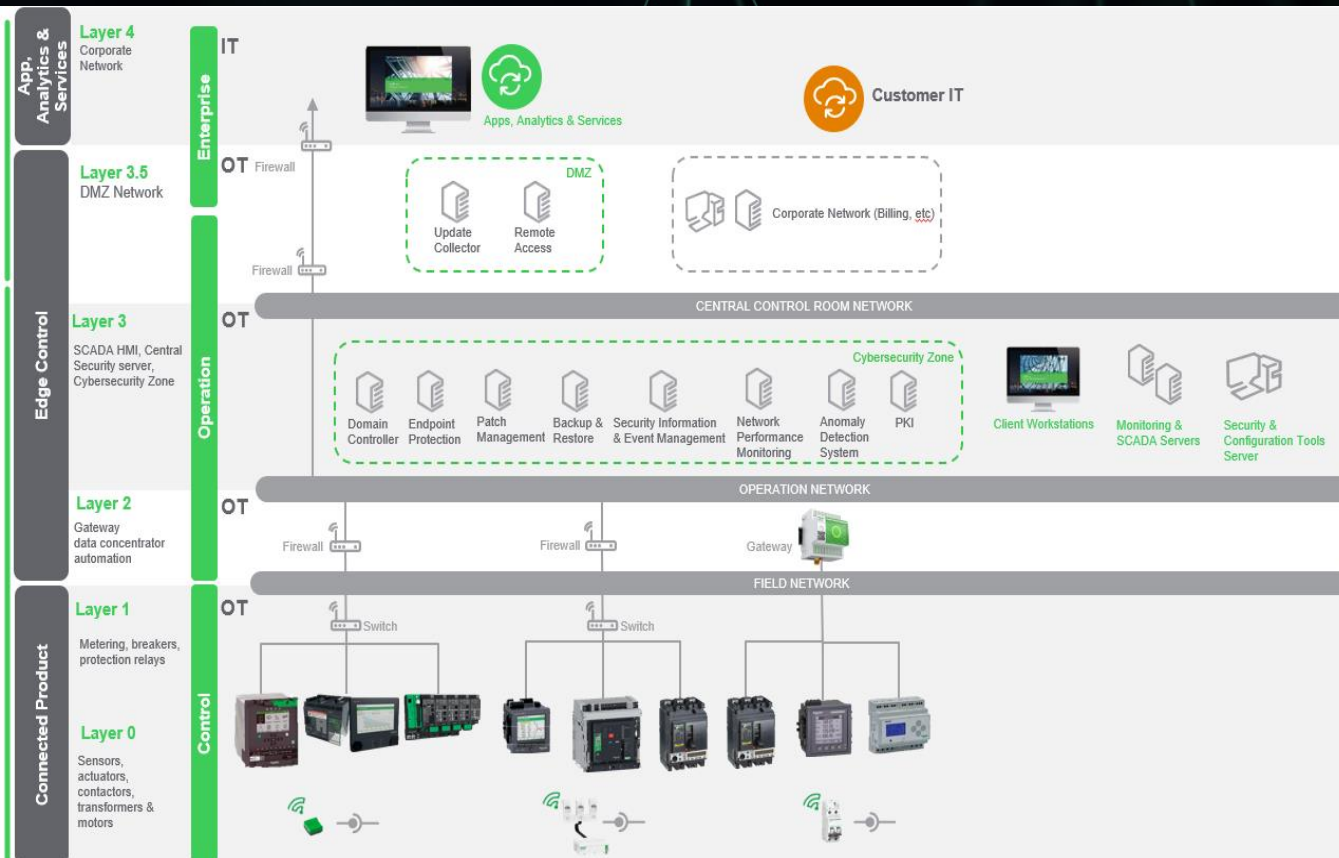 App,
Analytics &
Services
Layer 4
Corporate
Network
Enterprise
IT
Apps, Analytics & Services
Customer IT
Edge Control
Layer 3.5
DMZ Network
OT
Firewall
DMZ
Update
Collector
Remote
Access
Corporate Network (Billing, etc)
Firewall
CENTRAL CONTROL ROOM NETWORK
Layer 3
SCADA HMI, Central
Security server,
Cybersecurity Zone
Operation
OT
Cybersecurity Zone
Domain
Controller
Endpoint
Protection
Patch
Management
Backup &
Restore
Security Information
& Event Management
Network
Performance
Monitoring
Anomaly
Detection
System
PKI
Client Workstations
Monitoring &
SCADA Servers
Security &
Configuration Tools
Server
OPERATION NETWORK
Layer 2
Gateway
data concentrator
automation
OT
Firewall
Firewall
Gateway
FIELD NETWORK
Connected Product
Layer 1
Metering, breakers,
protection relays
Control
OT
Switch
Switch
Layer 0
Sensors,
actuators,
contactors,
transformers &
motors